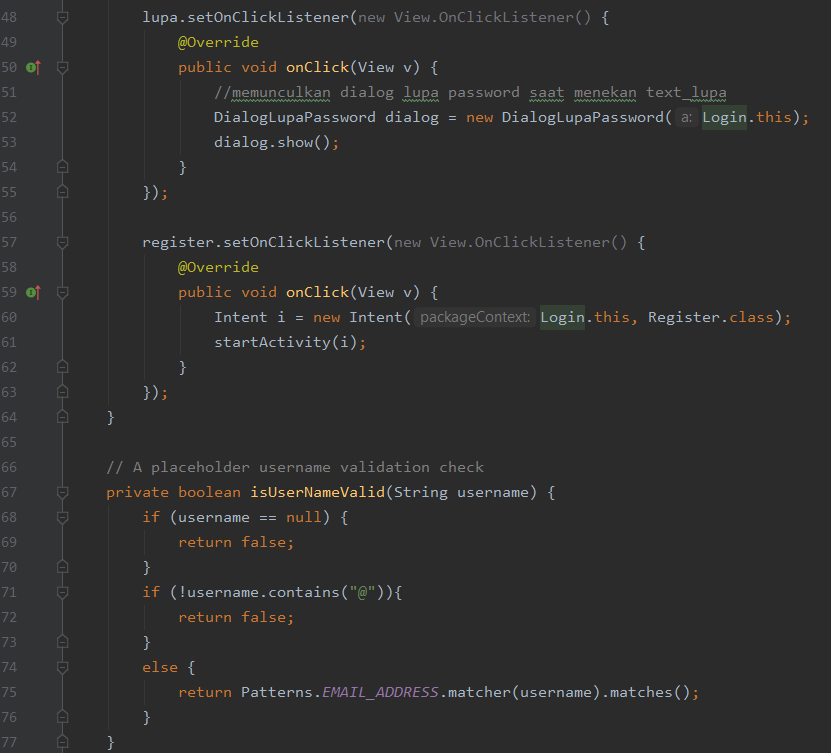 48 lupa.setOnClickListener(new View.OnClickListener() {
49 @Override
50 public void onClick(View v) {
51 //memunculkan dialog lupa password saat menekan text_lupa
52 DialogLupaPassword dialog = new DialogLupaPassword( a: Login.this);
53 dialog.show();
54 }
55 });
56
57 register.setOnClickListener(new View.OnClickListener() {
58 @Override
59 public void onClick(View v) {
60 Intent i = new Intent( packageContext: Login.this, Register.class);
61 startActivity(i);
62 }
63 });
64 }
65
66 // A placeholder username validation check
67 private boolean isUserNameValid(String username) {
68 if (username == null) {
69 return false;
70 }
71 if (!username.contains("@")){
72 return false;
73 }
74 else {
75 return Patterns.EMAIL_ADDRESS.matcher(username).matches();
76 }
77 }